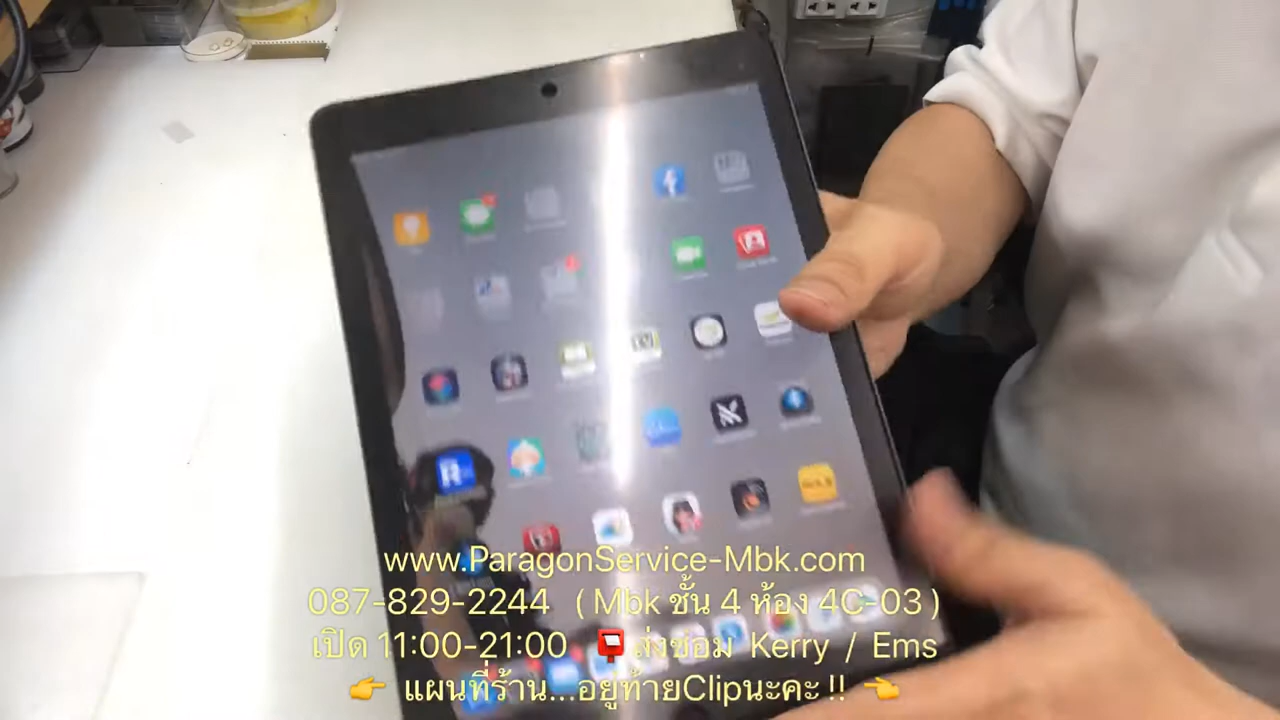 www.ParagonService-Mbk.com
087-829-2244 ( Mbk ชั้น 4 ห้อง 4C-03 )
เปิด 11:00-21:00 📮ส่งซ่อม Kerry / Ems
👉 แผนที่ร้าน...อยู่ท้ายClipนะคะ !! 👈